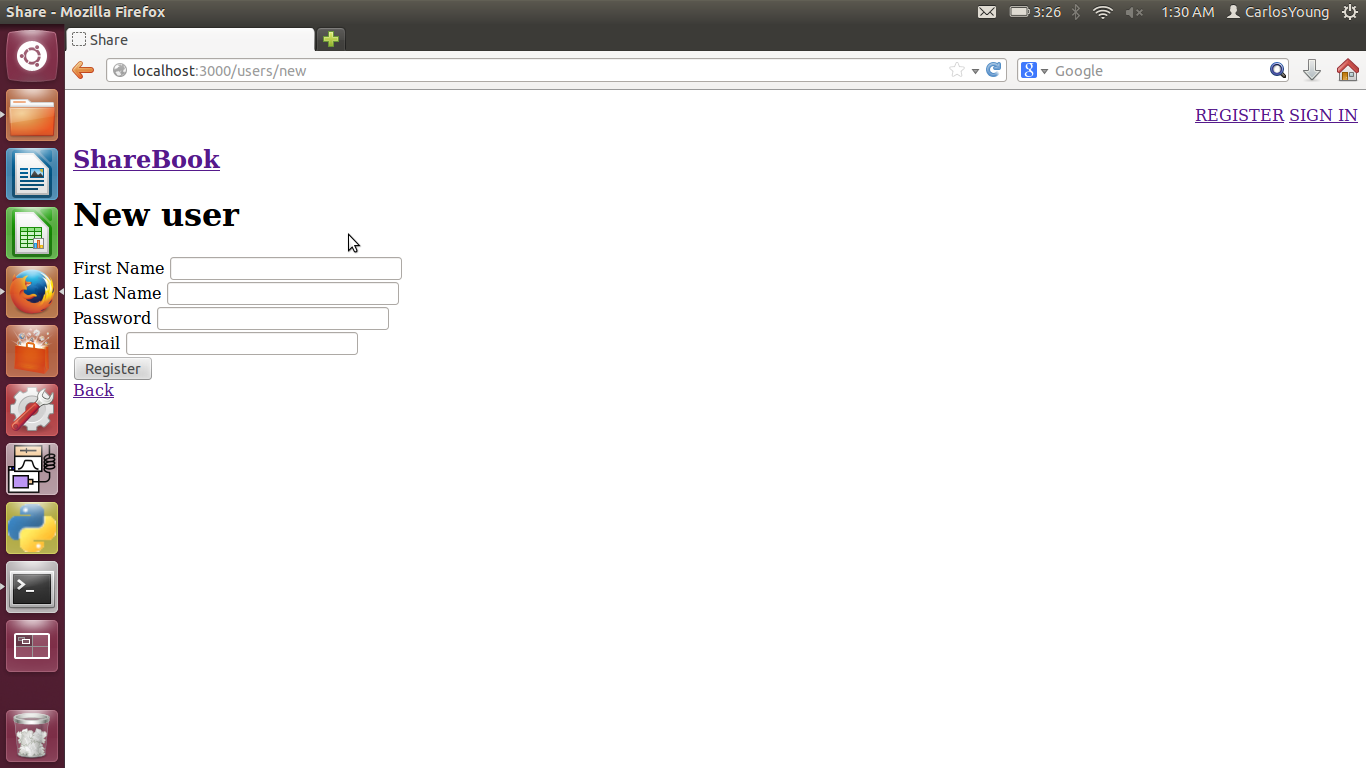 Share - Mozilla Firefox
3:26
1:30 AM
CarlosYoung
Share
localhost:3000/users/new
Google
REGISTER SIGN IN
ShareBook
New user
First Name
Last Name
Password
Email
Register
Back